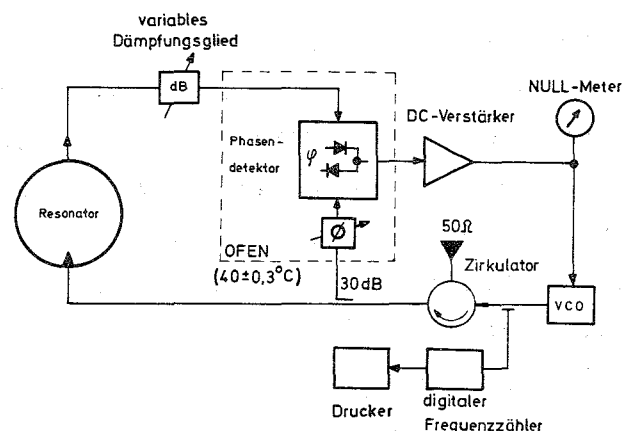 variables
Dämpfungsglied
dB
NULL-Meter
DC-Verstärker
Phasen-
detektor
φ
Resonator
Ø
50Ω
OFEN
Zirkulator
(40±0,3°C)
30dB
VCO
Drucker
digitaler
Frequenzzähler